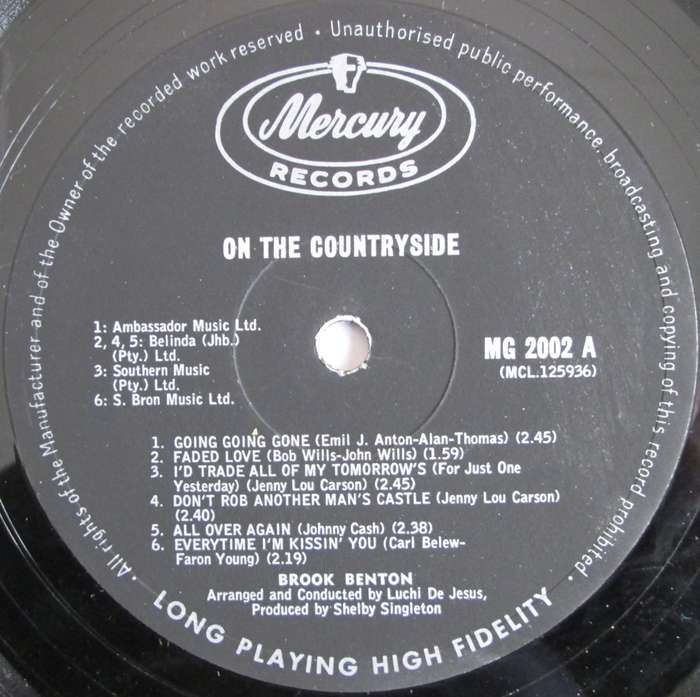 All rights of the Manufacturer and of the Owner of the recorded work reserved • Unauthorised public performance, broadcasting and copying of this record prohibited •
Mercury
RECORDS
ON THE COUNTRYSIDE
1: Ambassador Music Ltd.
2, 4, 5: Belinda (Jhb.)
(Pty.) Ltd.
3: Southern Music
(Pty.) Ltd.
6: S. Bron Music Ltd.
MG 2002 A
(MCL.125936)
1. GOING GOING GONE (Emil J. Anton-Alan-Thomas) (2.45)
2. FADED LOVE (Bob Wills-John Wills) (1.59)
3. I'D TRADE ALL OF MY TOMORROW'S (For Just One
Yesterday) (Jenny Lou Carson) (2.45)
4. DON'T ROB ANOTHER MAN'S CASTLE (Jenny Lou Carson)
(2.40)
5. ALL OVER AGAIN (Johnny Cash) (2.38)
6. EVERYTIME I'M KISSIN' YOU (Carl Belew-
Faron Young) (2.19)
BROOK BENTON
Arranged and Conducted by Luchi De Jesus,
Produced by Shelby Singleton
LONG PLAYING HIGH FIDELITY